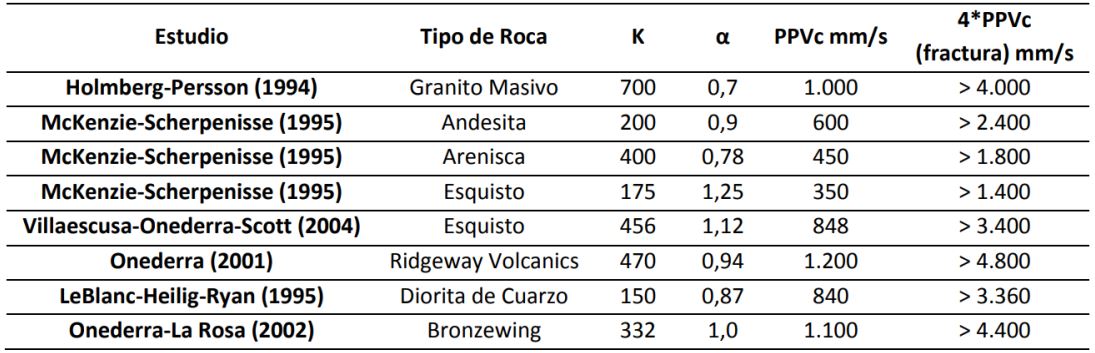 Estudio Tipo de Roca K α PPVc mm/s 4*PPVc (fractura) mm/s
Holmberg-Persson (1994) Granito Masivo 700 0,7 1.000 > 4.000
McKenzie-Scherpenisse (1995) Andesita 200 0,9 600 > 2.400
McKenzie-Scherpenisse (1995) Arenisca 400 0,78 450 > 1.800
McKenzie-Scherpenisse (1995) Esquisto 175 1,25 350 > 1.400
Villaescusa-Onederra-Scott (2004) Esquisto 456 1,12 848 > 3.400
Onederra (2001) Ridgeway Volcanics 470 0,94 1.200 > 4.800
LeBlanc-Heilig-Ryan (1995) Diorita de Cuarzo 150 0,87 840 > 3.360
Onederra-La Rosa (2002) Bronzewing 332 1,0 1.100 > 4.400